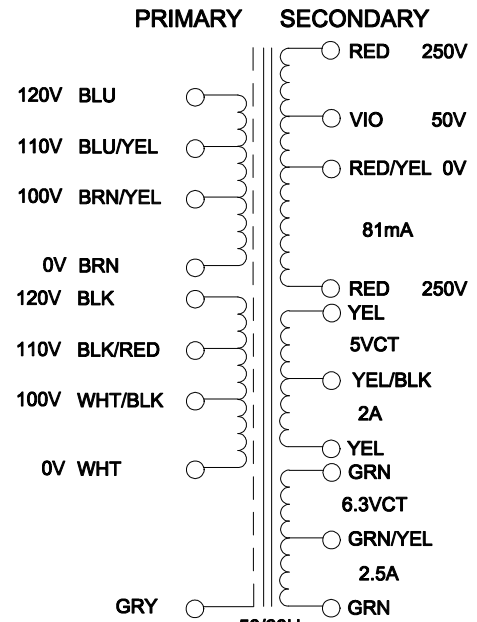 PRIMARY SECONDARY
RED 250V
120V BLU
VIO 50V
110V BLU/YEL
RED/YEL 0V
100V BRN/YEL
81mA
0V BRN
RED 250V
120V BLK
YEL
110V BLK/RED
5VCT
YEL/BLK
100V WHT/BLK
2A
YEL
0V WHT
GRN
6.3VCT
GRN/YEL
2.5A
GRY
GRN